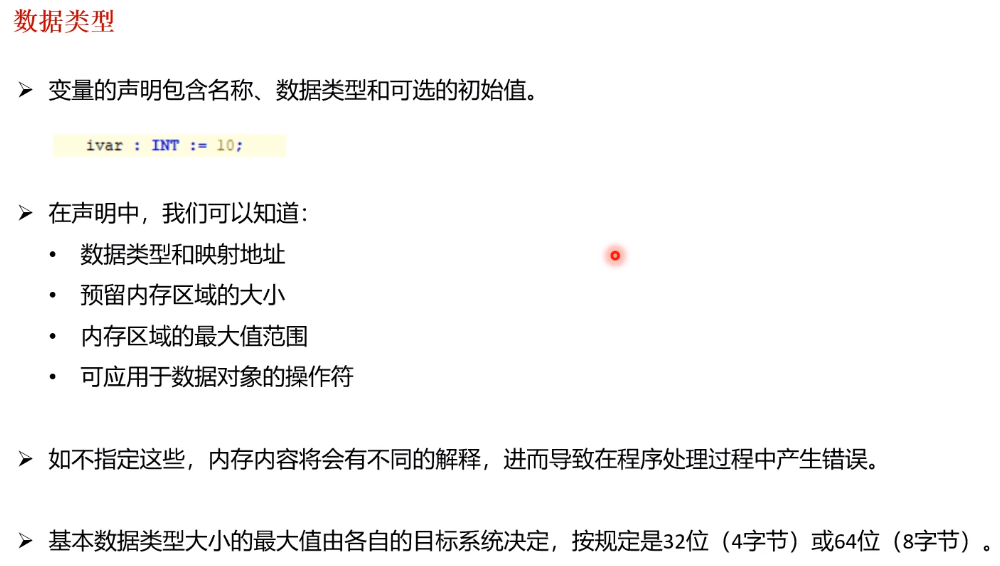 数据类型
➢ 变量的声明包含名称、数据类型和可选的初始值。
ivar : INT := 10;
➢ 在声明中，我们可以知道：
• 数据类型和映射地址
• 预留内存区域的大小
• 内存区域的最大值范围
• 可应用于数据对象的操作符
➢ 如不指定这些，内存内容将会有不同的解释，进而导致在程序处理过程中产生错误。
➢ 基本数据类型大小的最大值由各自的目标系统决定，按规定是32位（4字节）或64位（8字节）。